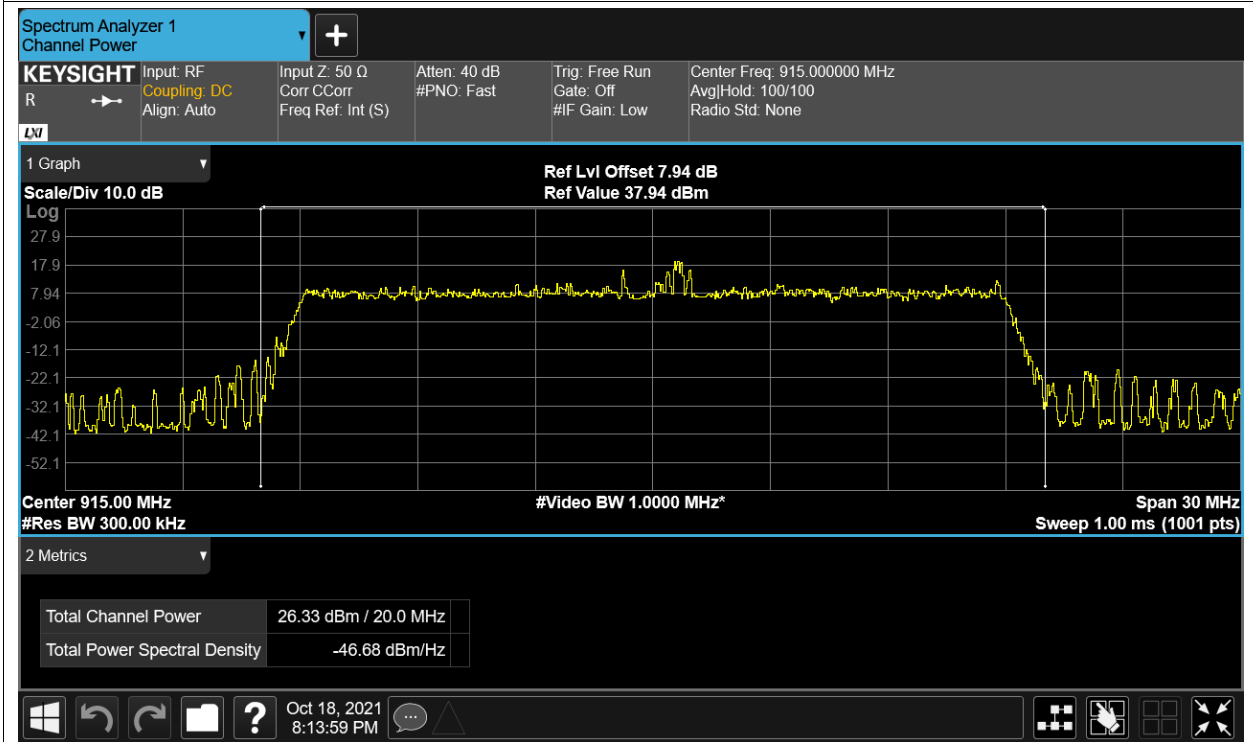 Spectrum Analyzer 1
Channel Power
KEYSIGHT
R
LXI
Input: RF
Coupling: DC
Align: Auto
Input Z: 50 Ω
Corr CCorr
Freq Ref: Int (S)
Atten: 40 dB
#PNO: Fast
Trig: Free Run
Gate: Off
#IF Gain: Low
Center Freq: 915.000000 MHz
Avg|Hold: 100/100
Radio Std: None
1 Graph
Scale/Div 10.0 dB
Ref Lvl Offset 7.94 dB
Ref Value 37.94 dBm
Log
27.9
17.9
7.94
-2.06
-12.1
-22.1
-32.1
-42.1
-52.1
Center 915.00 MHz
#Res BW 300.00 kHz
#Video BW 1.0000 MHz*
Span 30 MHz
Sweep 1.00 ms (1001 pts)
2 Metrics
Total Channel Power 26.33 dBm / 20.0 MHz
Total Power Spectral Density -46.68 dBm/Hz
?
Oct 18, 2021
8:13:59 PM